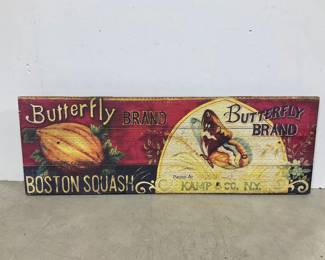 Butterfly BRAND
BOSTON SQUASH
BUTTERFLY
BRAND
KAMP & CO. N.Y.